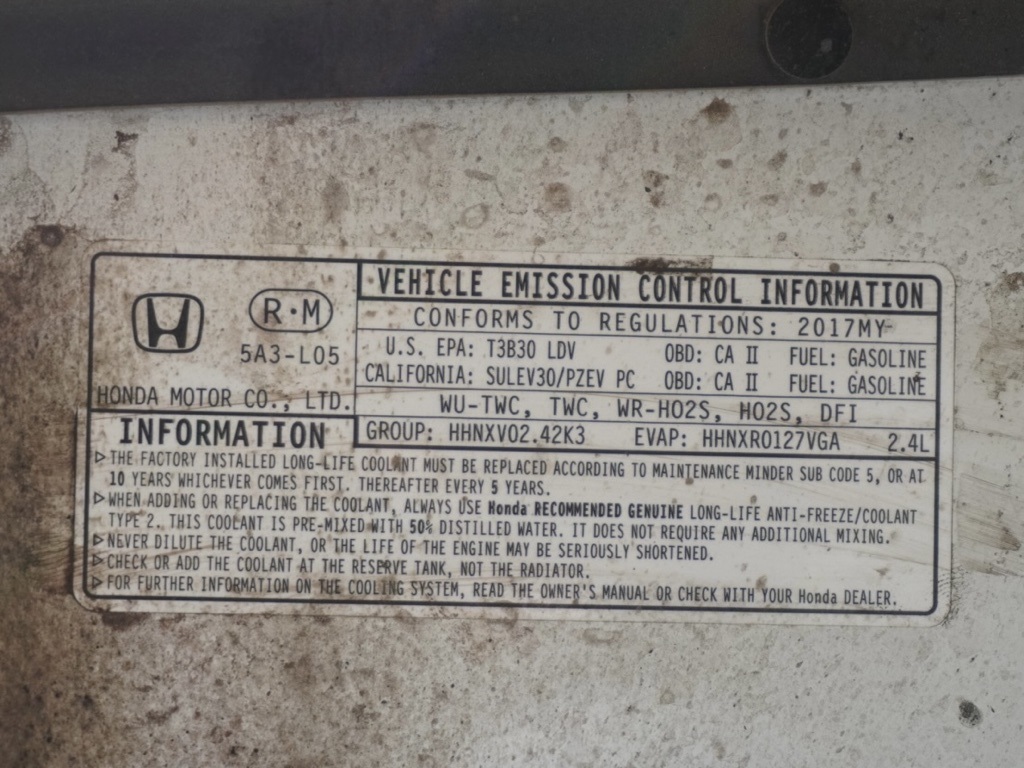 R·M
5A3-L05
HONDA MOTOR CO., LTD.
VEHICLE EMISSION CONTROL INFORMATION
CONFORMS TO REGULATIONS: 2017MY
U.S. EPA: T3B30 LDV OBD: CA II FUEL: GASOLINE
CALIFORNIA: SULEV30/PZEV PC OBD: CA II FUEL: GASOLINE
WU-TWC, TWC, WR-HO2S, HO2S, DFI
GROUP: HHNXV02.42K3 EVAP: HHNXR0127VGA 2.4L
INFORMATION
▷THE FACTORY INSTALLED LONG-LIFE COOLANT MUST BE REPLACED ACCORDING TO MAINTENANCE MINDER SUB CODE 5, OR AT
10 YEARS WHICHEVER COMES FIRST. THEREAFTER EVERY 5 YEARS.
▷WHEN ADDING OR REPLACING THE COOLANT, ALWAYS USE Honda RECOMMENDED GENUINE LONG-LIFE ANTI-FREEZE/COOLANT
TYPE 2. THIS COOLANT IS PRE-MIXED WITH 50% DISTILLED WATER. IT DOES NOT REQUIRE ANY ADDITIONAL MIXING.
▷NEVER DILUTE THE COOLANT, OR THE LIFE OF THE ENGINE MAY BE SERIOUSLY SHORTENED.
▷CHECK OR ADD THE COOLANT AT THE RESERVE TANK, NOT THE RADIATOR.
▷FOR FURTHER INFORMATION ON THE COOLING SYSTEM, READ THE OWNER'S MANUAL OR CHECK WITH YOUR Honda DEALER.